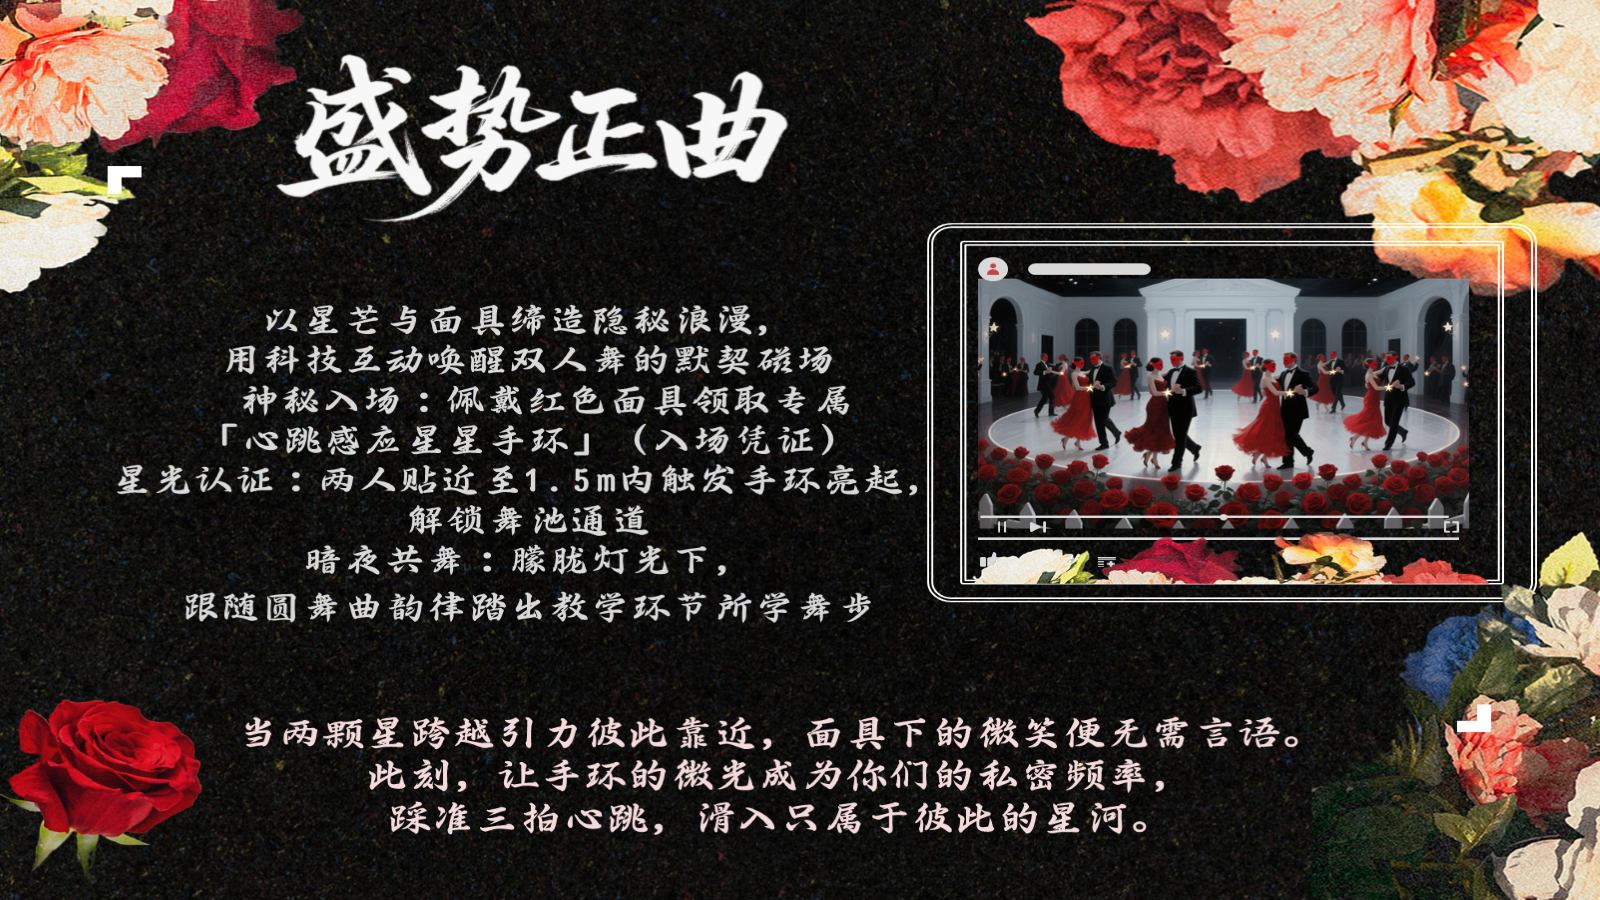 盛势正曲
以星芒与面具缔造隐秘浪漫，
用科技互动唤醒双人舞的默契磁场
神秘入场：佩戴红色面具领取专属
「心跳感应星星手环」（入场凭证）
星光认证：两人贴近至1.5m内触发手环亮起，
解锁舞池通道
暗夜共舞：朦胧灯光下，
跟随圆舞曲韵律踏出教学环节所学舞步
当两颗星跨越引力彼此靠近，面具下的微笑便无需言语。
此刻，让手环的微光成为你们的私密频率，
踩准三拍心跳，滑入只属于彼此的星河。